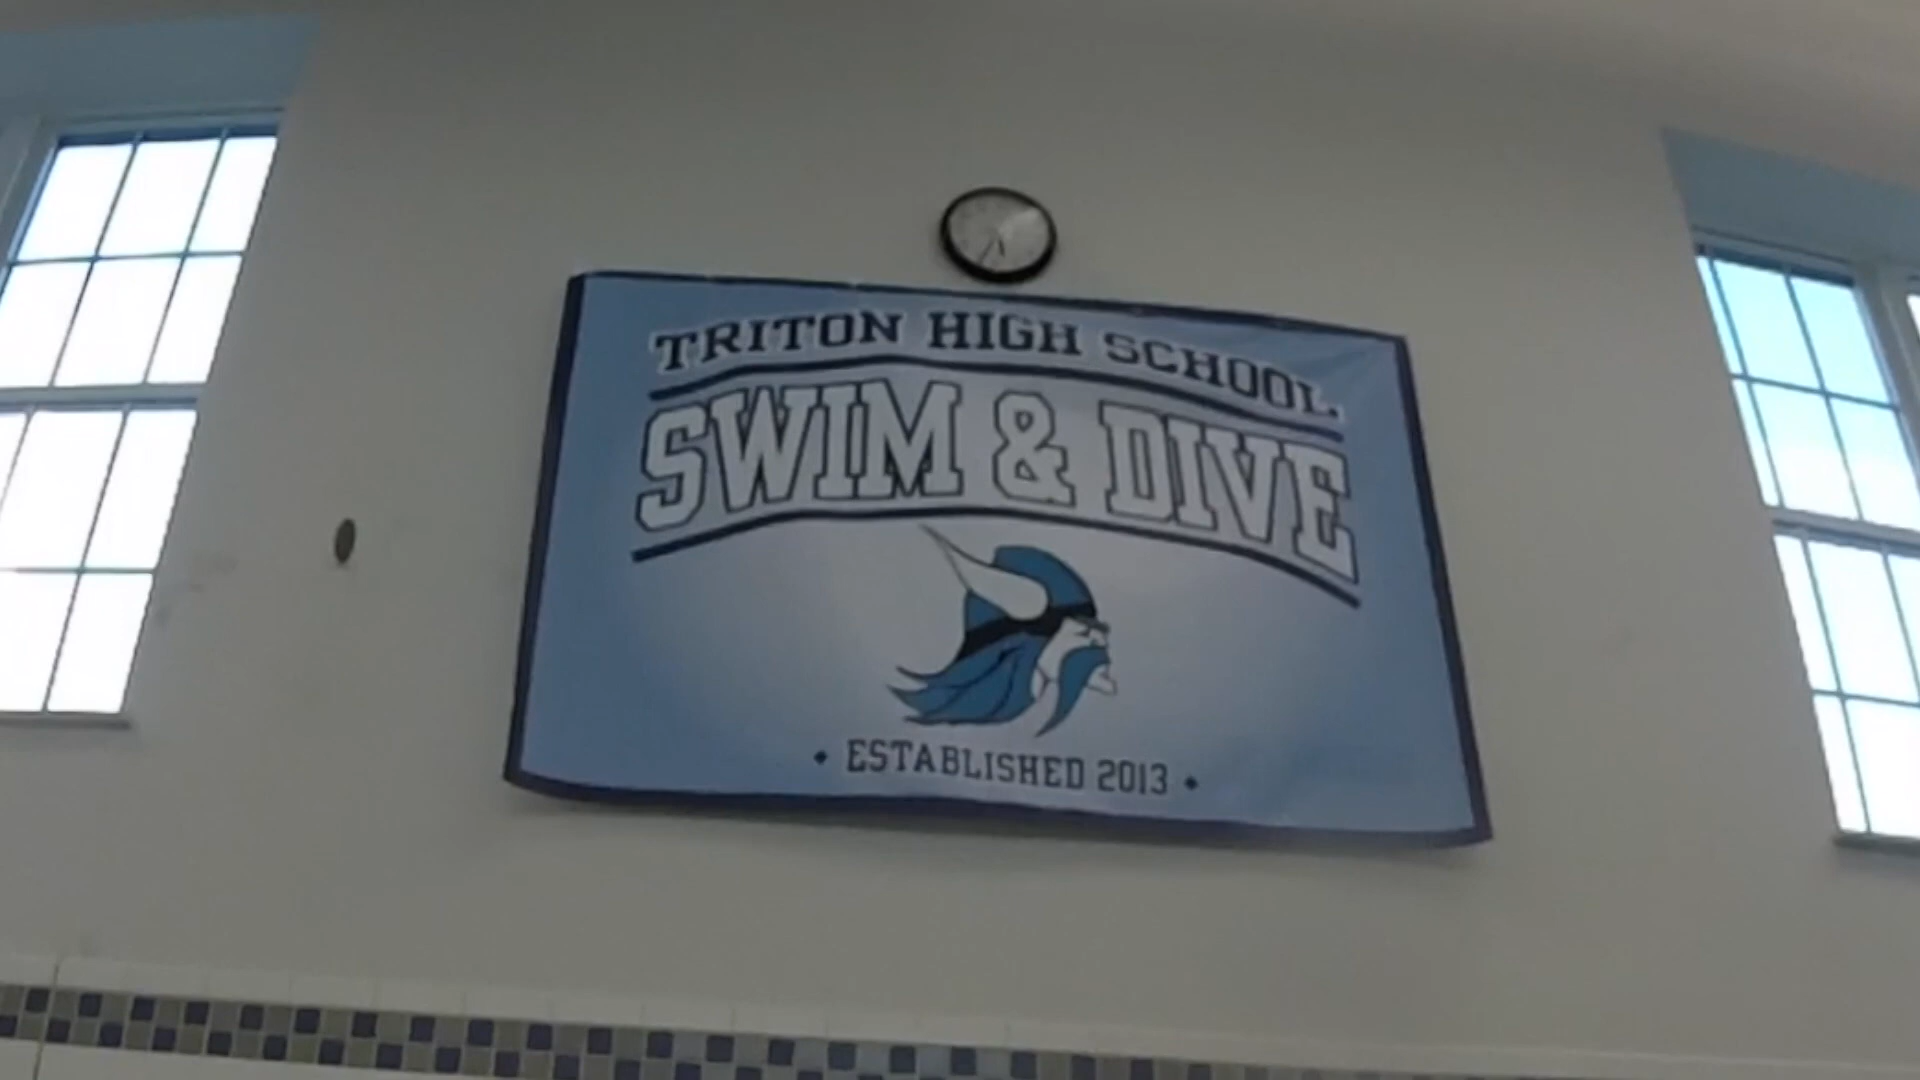 TRITON HIGH SCHOOL
SWIM & DIVE
• ESTABLISHED 2013 •